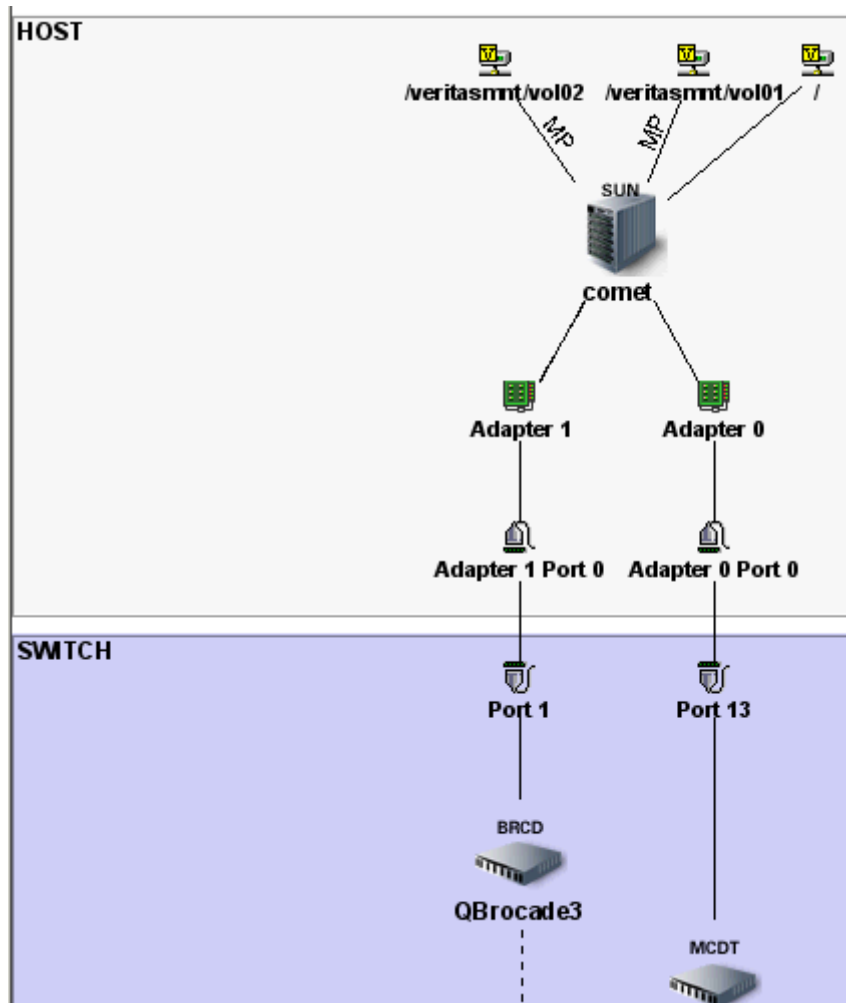 HOST
/veritasmnt/vol02 /veritasmnt/vol01 /
MP MP
SUN
comet
Adapter 1 Adapter 0
Adapter 1 Port 0 Adapter 0 Port 0
SWITCH
Port 1 Port 13
BRCD
QBrocade3
MCDT